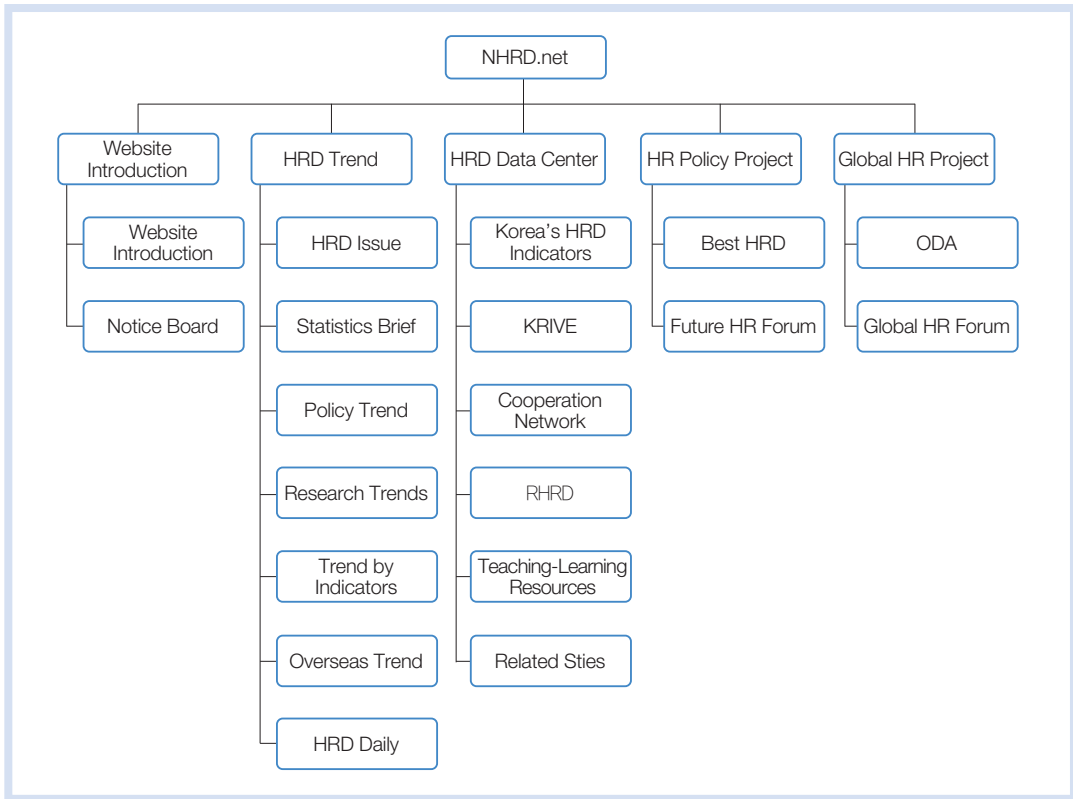 NHRD.net
Website
Introduction
HRD Trend
HRD Data Center
HR Policy Project
Global HR Project
Website
Introduction
Notice Board
HRD Issue
Statistics Brief
Policy Trend
Research Trends
Trend by
Indicators
Overseas Trend
HRD Daily
Korea's HRD
Indicators
KRIVE
Cooperation
Network
RHRD
Teaching-Learning
Resources
Related Sties
Best HRD
Future HR Forum
ODA
Global HR Forum